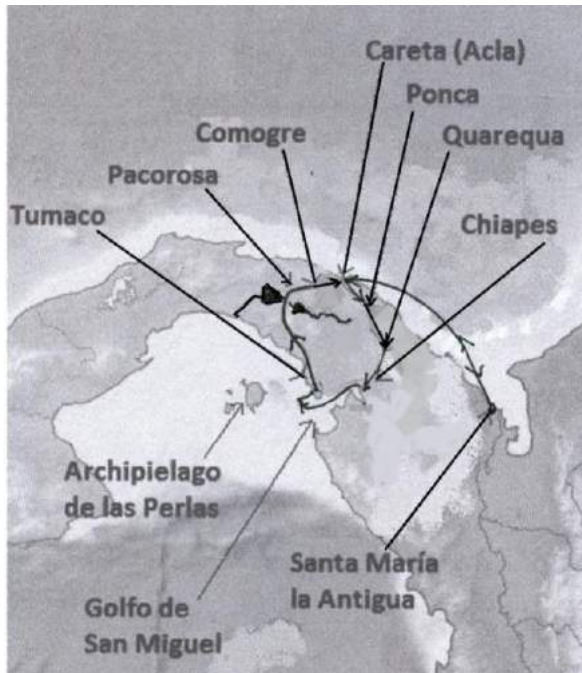 Careta (Acla)
Ponca
Comogre
Quarequa
Pacorosa
Tumaco
Chiapes
Archipielago
de las Perlas
Santa María
la Antigua
Golfo de
San Miguel